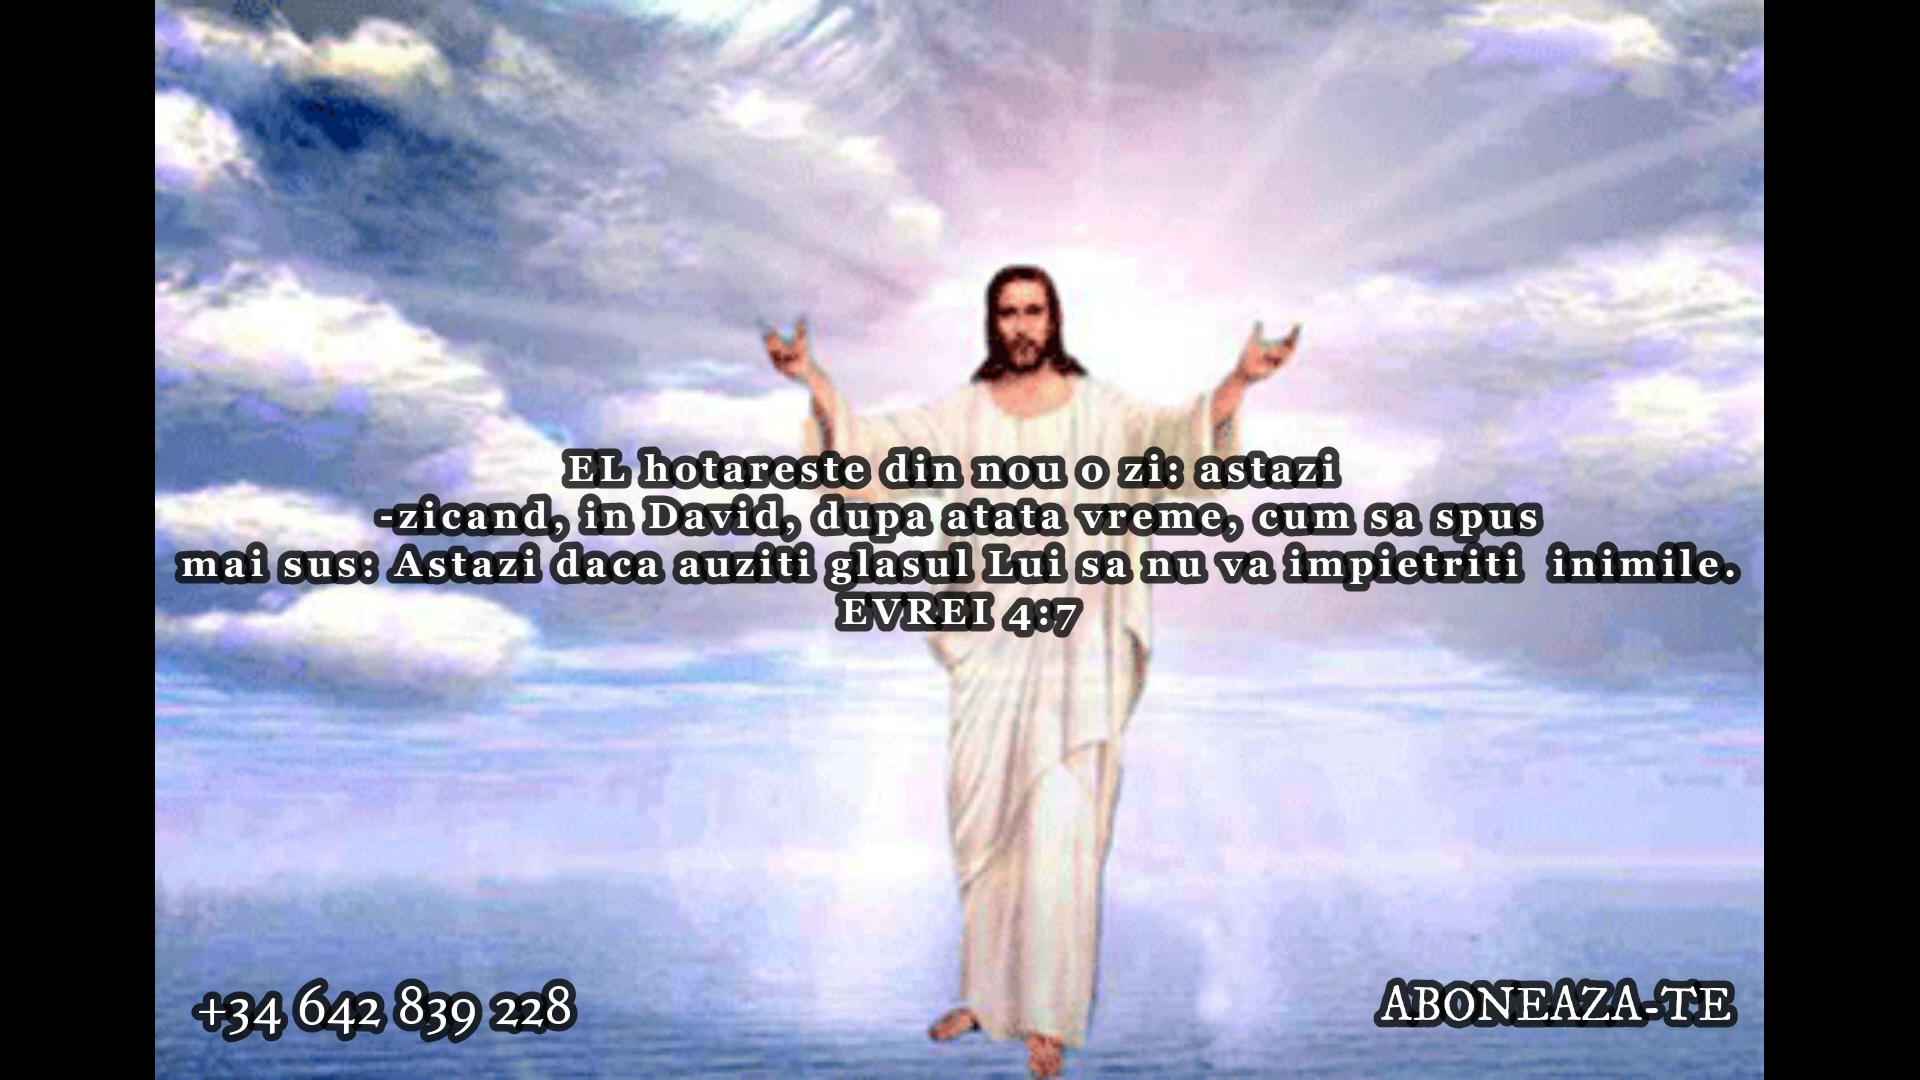 EL hotareste din nou o zi: astazi
-zicand, in David, dupa atata vreme, cum sa spus
mai sus: Astazi daca auziti glasul Lui sa nu va impietriti  inimile.
EVREI 4:7
+34 642 839 228
ABONEAZA-TE